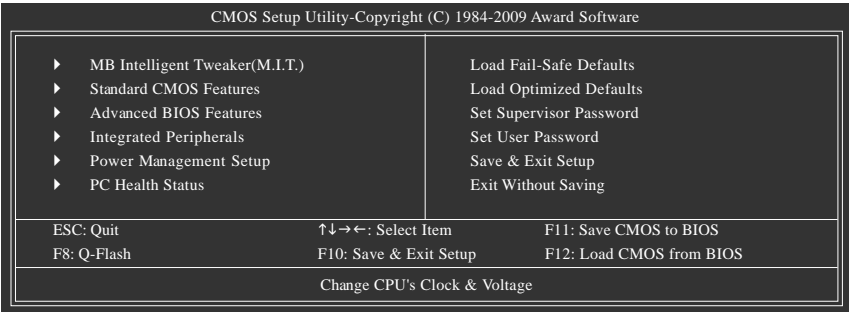 CMOS Setup Utility-Copyright (C) 1984-2009 Award Software
MB Intelligent Tweaker(M.I.T.)
Standard CMOS Features
Advanced BIOS Features
Integrated Peripherals
Power Management Setup
PC Health Status
Load Fail-Safe Defaults
Load Optimized Defaults
Set Supervisor Password
Set User Password
Save & Exit Setup
Exit Without Saving
ESC: Quit
↑↓→←: Select Item
F11: Save CMOS to BIOS
F8: Q-Flash
F10: Save & Exit Setup
F12: Load CMOS from BIOS
Change CPU's Clock & Voltage